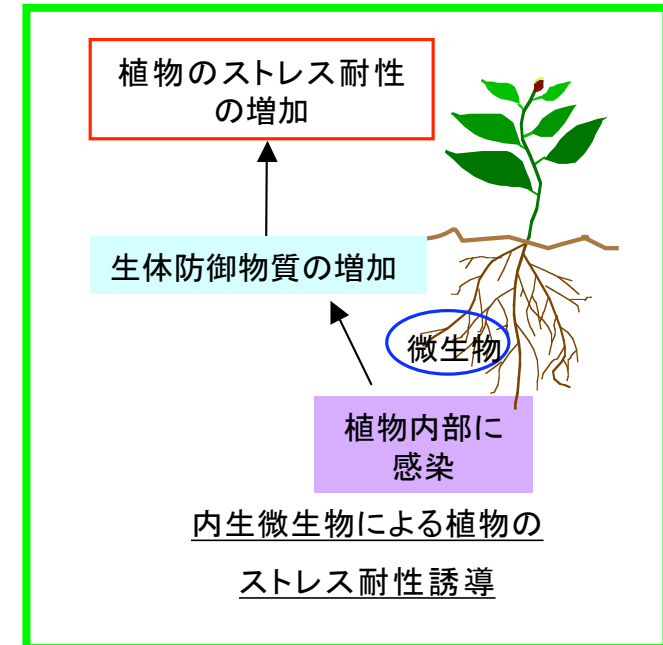 植物のストレス耐性
の増加
生体防御物質の増加
微生物
植物内部に
感染
内生微生物による植物の
ストレス耐性誘導